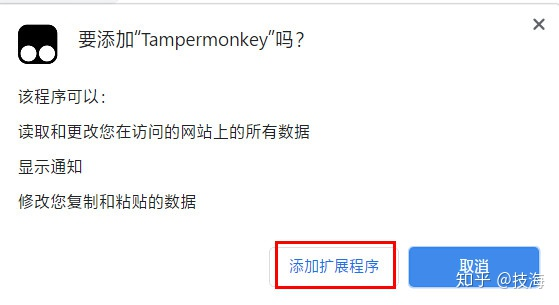 要添加“Tampermonkey”吗？
该程序可以：
读取和更改您在访问的网站上的所有数据
显示通知
修改您复制和粘贴的数据
添加扩展程序
取消
知乎 @技海